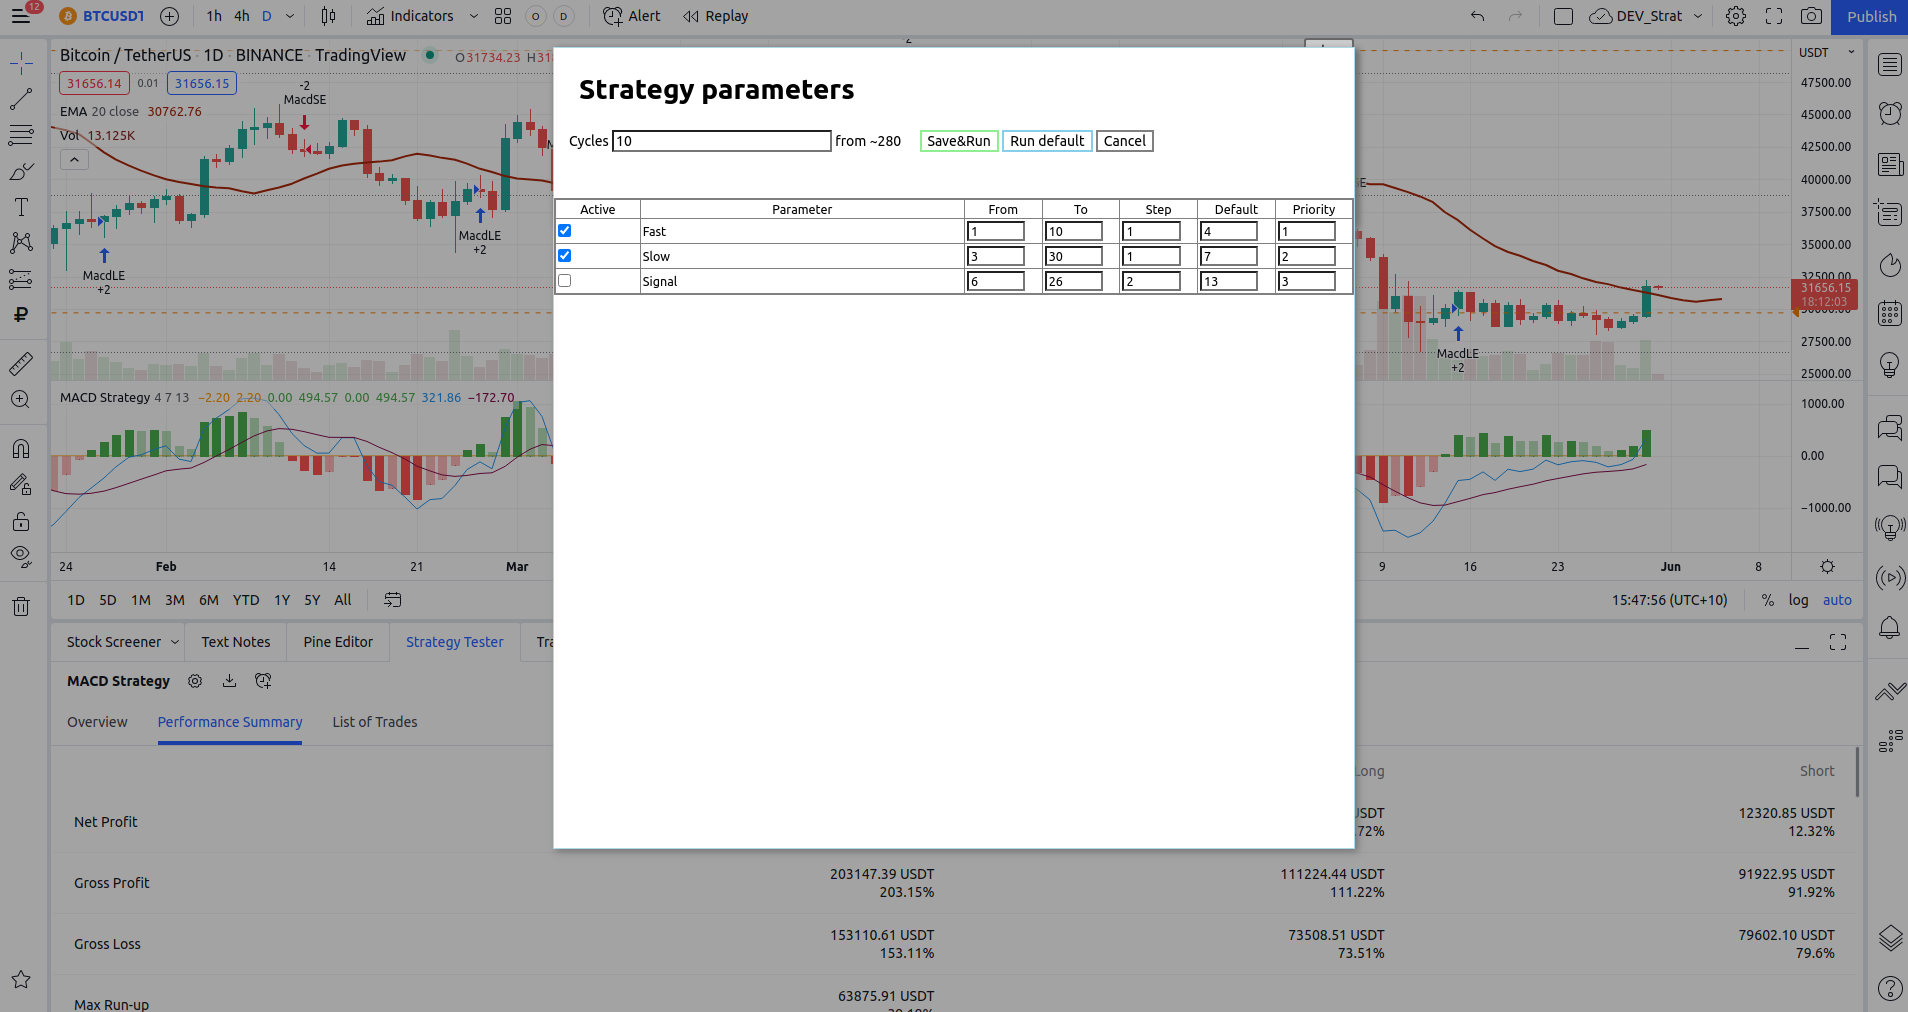 12
BTCUSDT
1h 4h D
Indicators
O D
Alert
Replay
DEV_Strat
Publish
Bitcoin / TetherUS · 1D · BINANCE · TradingView
O31734.23
31656.14 0.01 31656.15
EMA 20 close 30762.76
Vol 13.125K
-2
MacdSE
MacdLE
+2
MacdLE
+2
MacdLE
+2
USDT
47500.00
45000.00
42500.00
40000.00
37500.00
35000.00
32500.00
31656.15
18:12:03
27500.00
25000.00
Strategy parameters
Cycles 10 from ~280 Save&Run Run default Cancel
Active Parameter From To Step Default Priority
Fast 1 10 1 4 1
Slow 3 30 1 7 2
Signal 6 26 2 13 3
MACD Strategy 4 7 13 −2.20 2.20 0.00 494.57 0.00 494.57 321.86 −172.70
1000.00
0.00
−1000.00
24 Feb 14 21 Mar 9 16 23 Jun 8
1D 5D 1M 3M 6M YTD 1Y 5Y All
15:47:56 (UTC+10) % log auto
Stock Screener Text Notes Pine Editor Strategy Tester
MACD Strategy
Overview Performance Summary List of Trades
Long Short
Net Profit 12320.85 USDT
12.32%
Gross Profit 203147.39 USDT 111224.44 USDT 91922.95 USDT
203.15% 111.22% 91.92%
Gross Loss 153110.61 USDT 73508.51 USDT 79602.10 USDT
153.11% 73.51% 79.6%
Max Run-up 63875.91 USDT